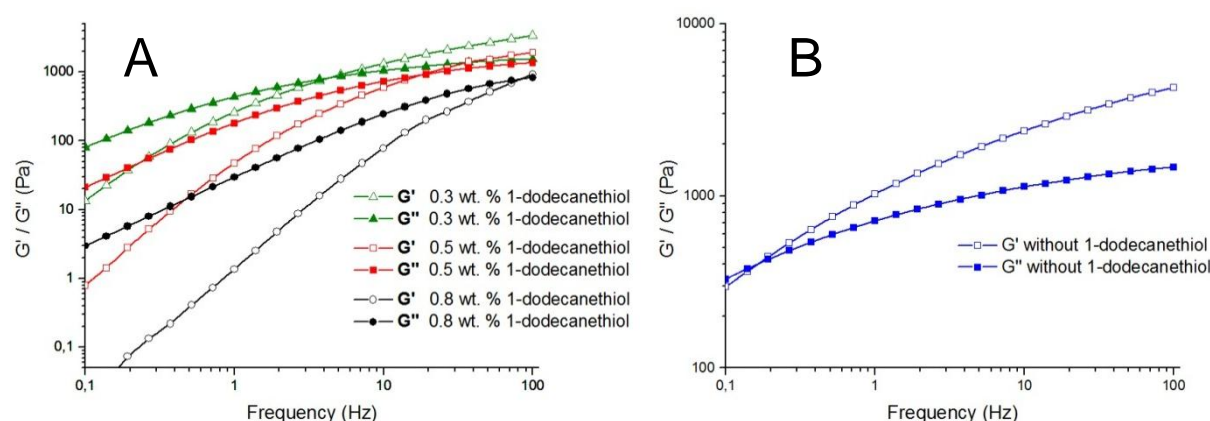 A
G' / G'' (Pa)
1000
100
10
1
0,1
0,1
1
10
100
Frequency (Hz)
G' 0.3 wt. % 1-dodecanethiol
G'' 0.3 wt. % 1-dodecanethiol
G' 0.5 wt. % 1-dodecanethiol
G'' 0.5 wt. % 1-dodecanethiol
G' 0.8 wt. % 1-dodecanethiol
G'' 0.8 wt. % 1-dodecanethiol
B
G' / G'' (Pa)
10000
1000
100
0,1
1
10
100
Frequency (Hz)
G' without 1-dodecanethiol
G'' without 1-dodecanethiol